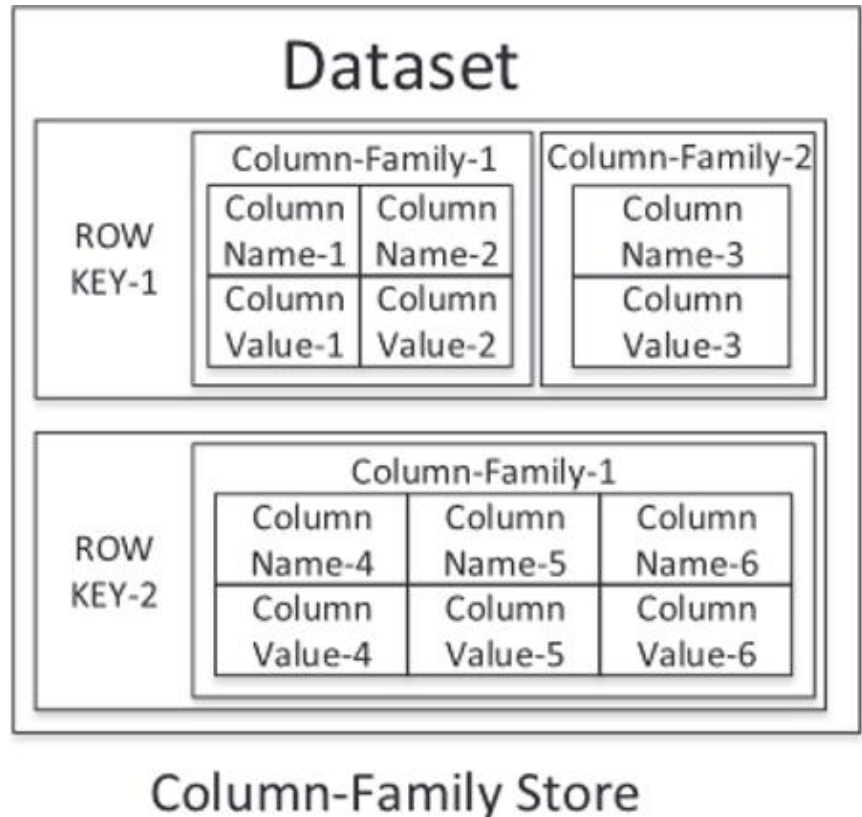 Dataset
Column-Family-1
Column-Family-2
ROW
KEY-1
Column Column
Name-1 Name-2
Column Column
Value-1 Value-2
Column
Name-3
Column
Value-3
Column-Family-1
ROW
KEY-2
Column Column Column
Name-4 Name-5 Name-6
Column Column Column
Value-4 Value-5 Value-6
Column-Family Store